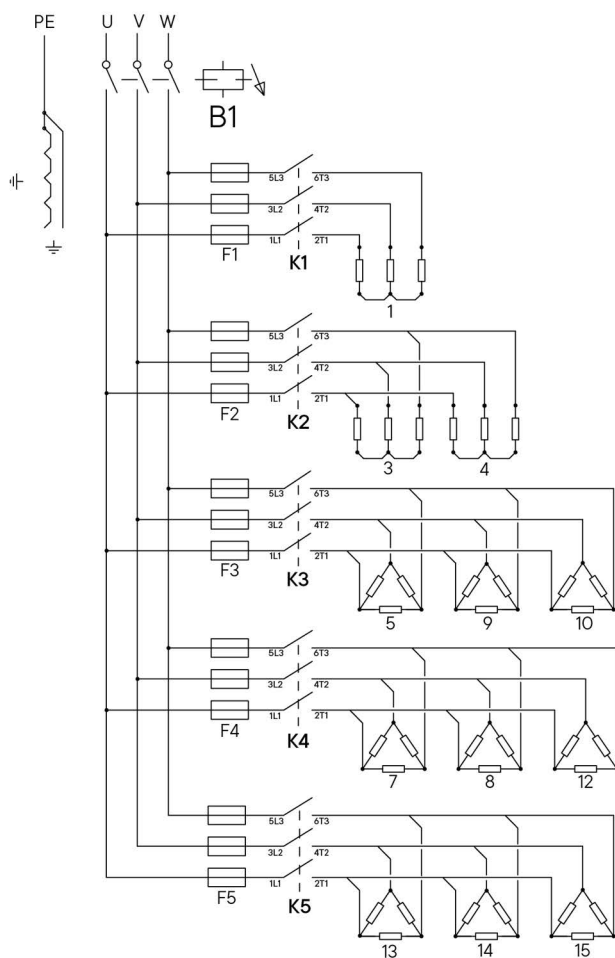 PE U V W
B1
5L3 6T3
3L2 4T2
1L1 2T1
F1 K1
1
5L3 6T3
3L2 4T2
1L1 2T1
F2 K2
3 4
5L3 6T3
3L2 4T2
1L1 2T1
F3 K3
5 9 10
5L3 6T3
3L2 4T2
1L1 2T1
F4 K4
7 8 12
5L3 6T3
3L2 4T2
1L1 2T1
F5 K5
13 14 15